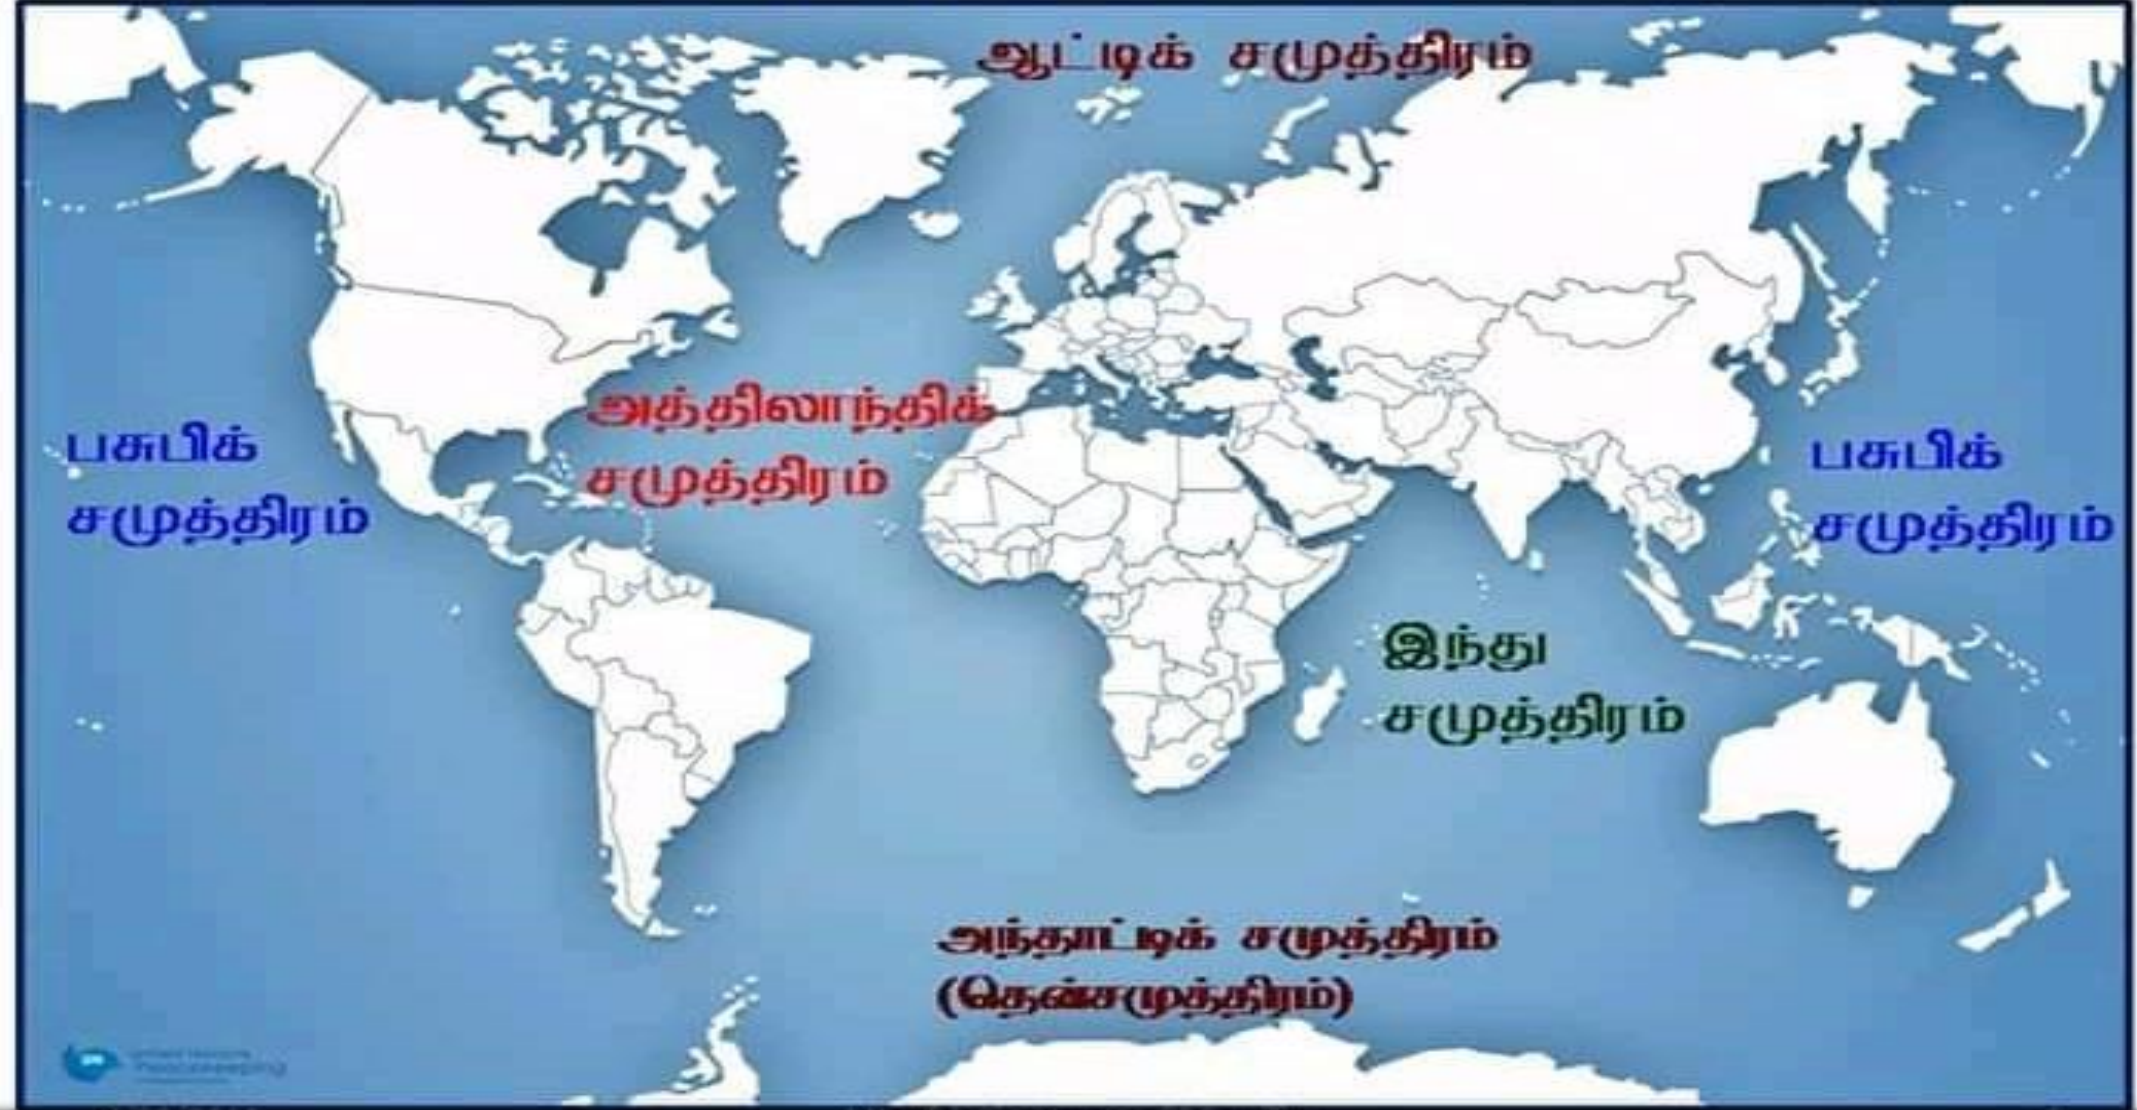 ஆட்டிக் சமுத்திரம்
அத்திலாந்திக்
சமுத்திரம்
பசுபிக்
சமுத்திரம்
பசுபிக்
சமுத்திரம்
இந்து
சமுத்திரம்
அந்தாட்டிக் சமுத்திரம்
(தென்சமுத்திரம்)
Peacekeeping